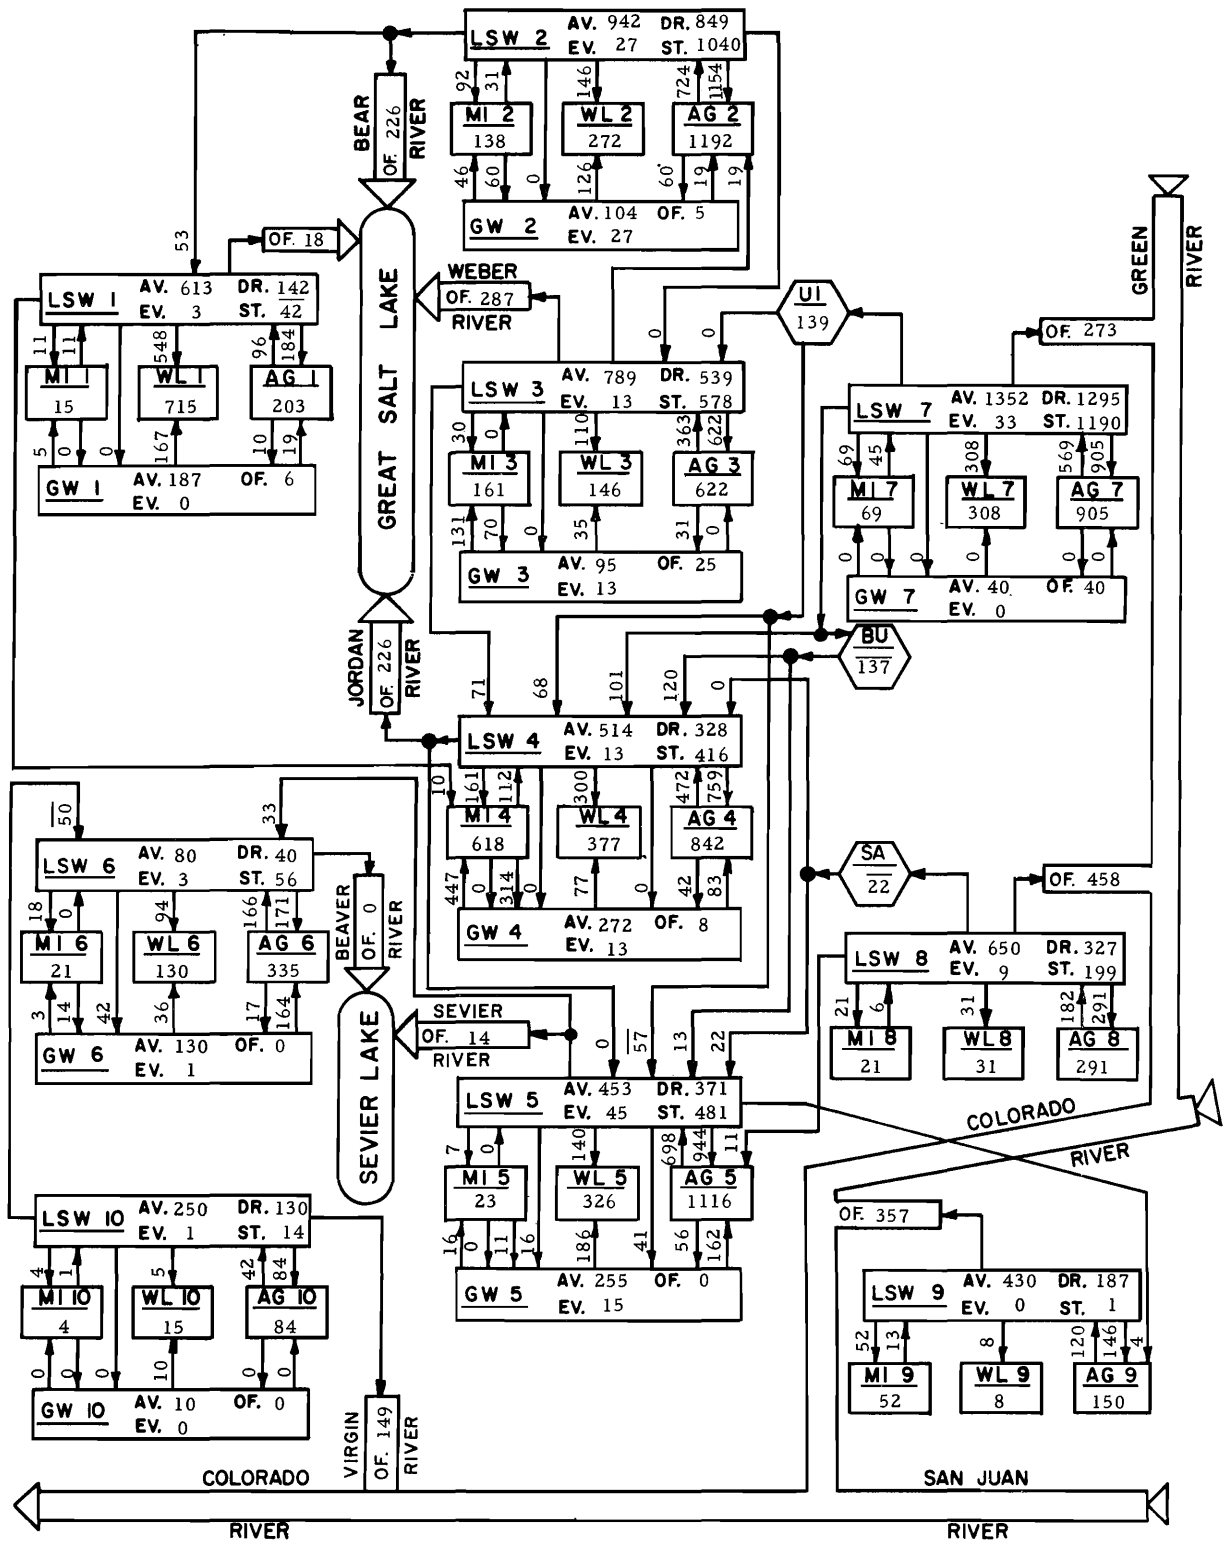 LSW 2
AV. 942 DR. 849
EV. 27 ST. 1040
92
31
146
724
1154
MI 2
138
WL 2
272
AG 2
1192
46
60
0
126
60
19
19
GW 2
AV. 104 OF. 5
EV. 27
BEAR
OF. 226
RIVER
53
OF. 18
GREAT SALT LAKE
LSW 1
AV. 613 DR. 142
EV. 3 ST. 42
11
11
548
96
184
MI 1
15
WL 1
715
AG 1
203
5
0
0
167
10
19
GW 1
AV. 187 OF. 6
EV. 0
WEBER
OF. 287
RIVER
0
0
UI
139
LSW 3
AV. 789 DR. 539
EV. 13 ST. 578
30
0
110
363
622
MI 3
161
WL 3
146
AG 3
622
131
70
0
35
31
0
GW 3
AV. 95 OF. 25
EV. 13
GREEN
RIVER
OF. 273
LSW 7
AV. 1352 DR. 1295
EV. 33 ST. 1190
69
45
308
569
905
MI 7
69
WL 7
308
AG 7
905
0
0
0
0
0
0
GW 7
AV. 40 OF. 40
EV. 0
BU
137
JORDAN
OF. 226
RIVER
71
68
101
120
0
LSW 4
AV. 514 DR. 328
EV. 13 ST. 416
10
161
112
300
472
759
MI 4
618
WL 4
377
AG 4
842
447
0
314
0
77
0
42
83
GW 4
AV. 272 OF. 8
EV. 13
50
33
LSW 6
AV. 80 DR. 40
EV. 3 ST. 56
18
0
94
166
171
MI 6
21
WL 6
130
AG 6
335
3
14
42
36
17
164
GW 6
AV. 130 OF. 0
EV. 1
BEAVER
OF. 0
RIVER
SEVIER LAKE
SEVIER
OF. 14
RIVER
SA
22
OF. 458
LSW 8
AV. 650 DR. 327
EV. 9 ST. 199
21
6
31
182
291
MI 8
21
WL 8
31
AG 8
291
0
57
13
22
LSW 5
AV. 453 DR. 371
EV. 45 ST. 481
7
0
140
698
944
11
MI 5
23
WL 5
326
AG 5
1116
16
0
11
16
186
41
56
162
GW 5
AV. 255 OF. 0
EV. 15
COLORADO
RIVER
OF. 357
LSW 9
AV. 430 DR. 187
EV. 0 ST. 1
52
13
8
120
146
4
MI 9
52
WL 9
8
AG 9
150
LSW 10
AV. 250 DR. 130
EV. 1 ST. 14
4
1
5
42
84
MI 10
4
WL 10
15
AG 10
84
0
0
0
10
0
0
GW 10
AV. 10 OF. 0
EV. 0
VIRGIN
OF. 149
RIVER
COLORADO
RIVER
SAN JUAN
RIVER